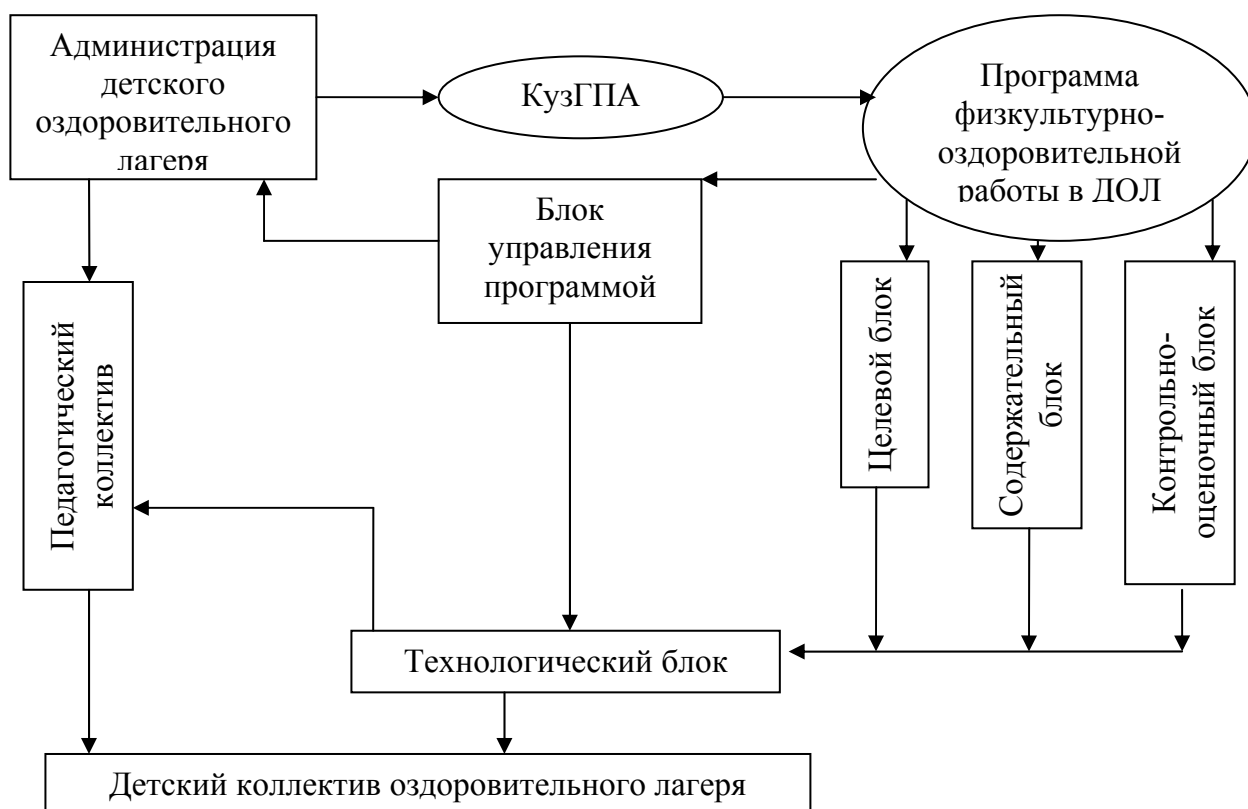 Администрация
детского
оздоровительного
лагеря
КузГПА
Программа
физкультурно-
оздоровительной
работы в ДОЛ
Блок
управления
программой
Педагогический
коллектив
Целевой блок
Содержательный
блок
Контрольно-
оценочный блок
Технологический блок
Детский коллектив оздоровительного лагеря